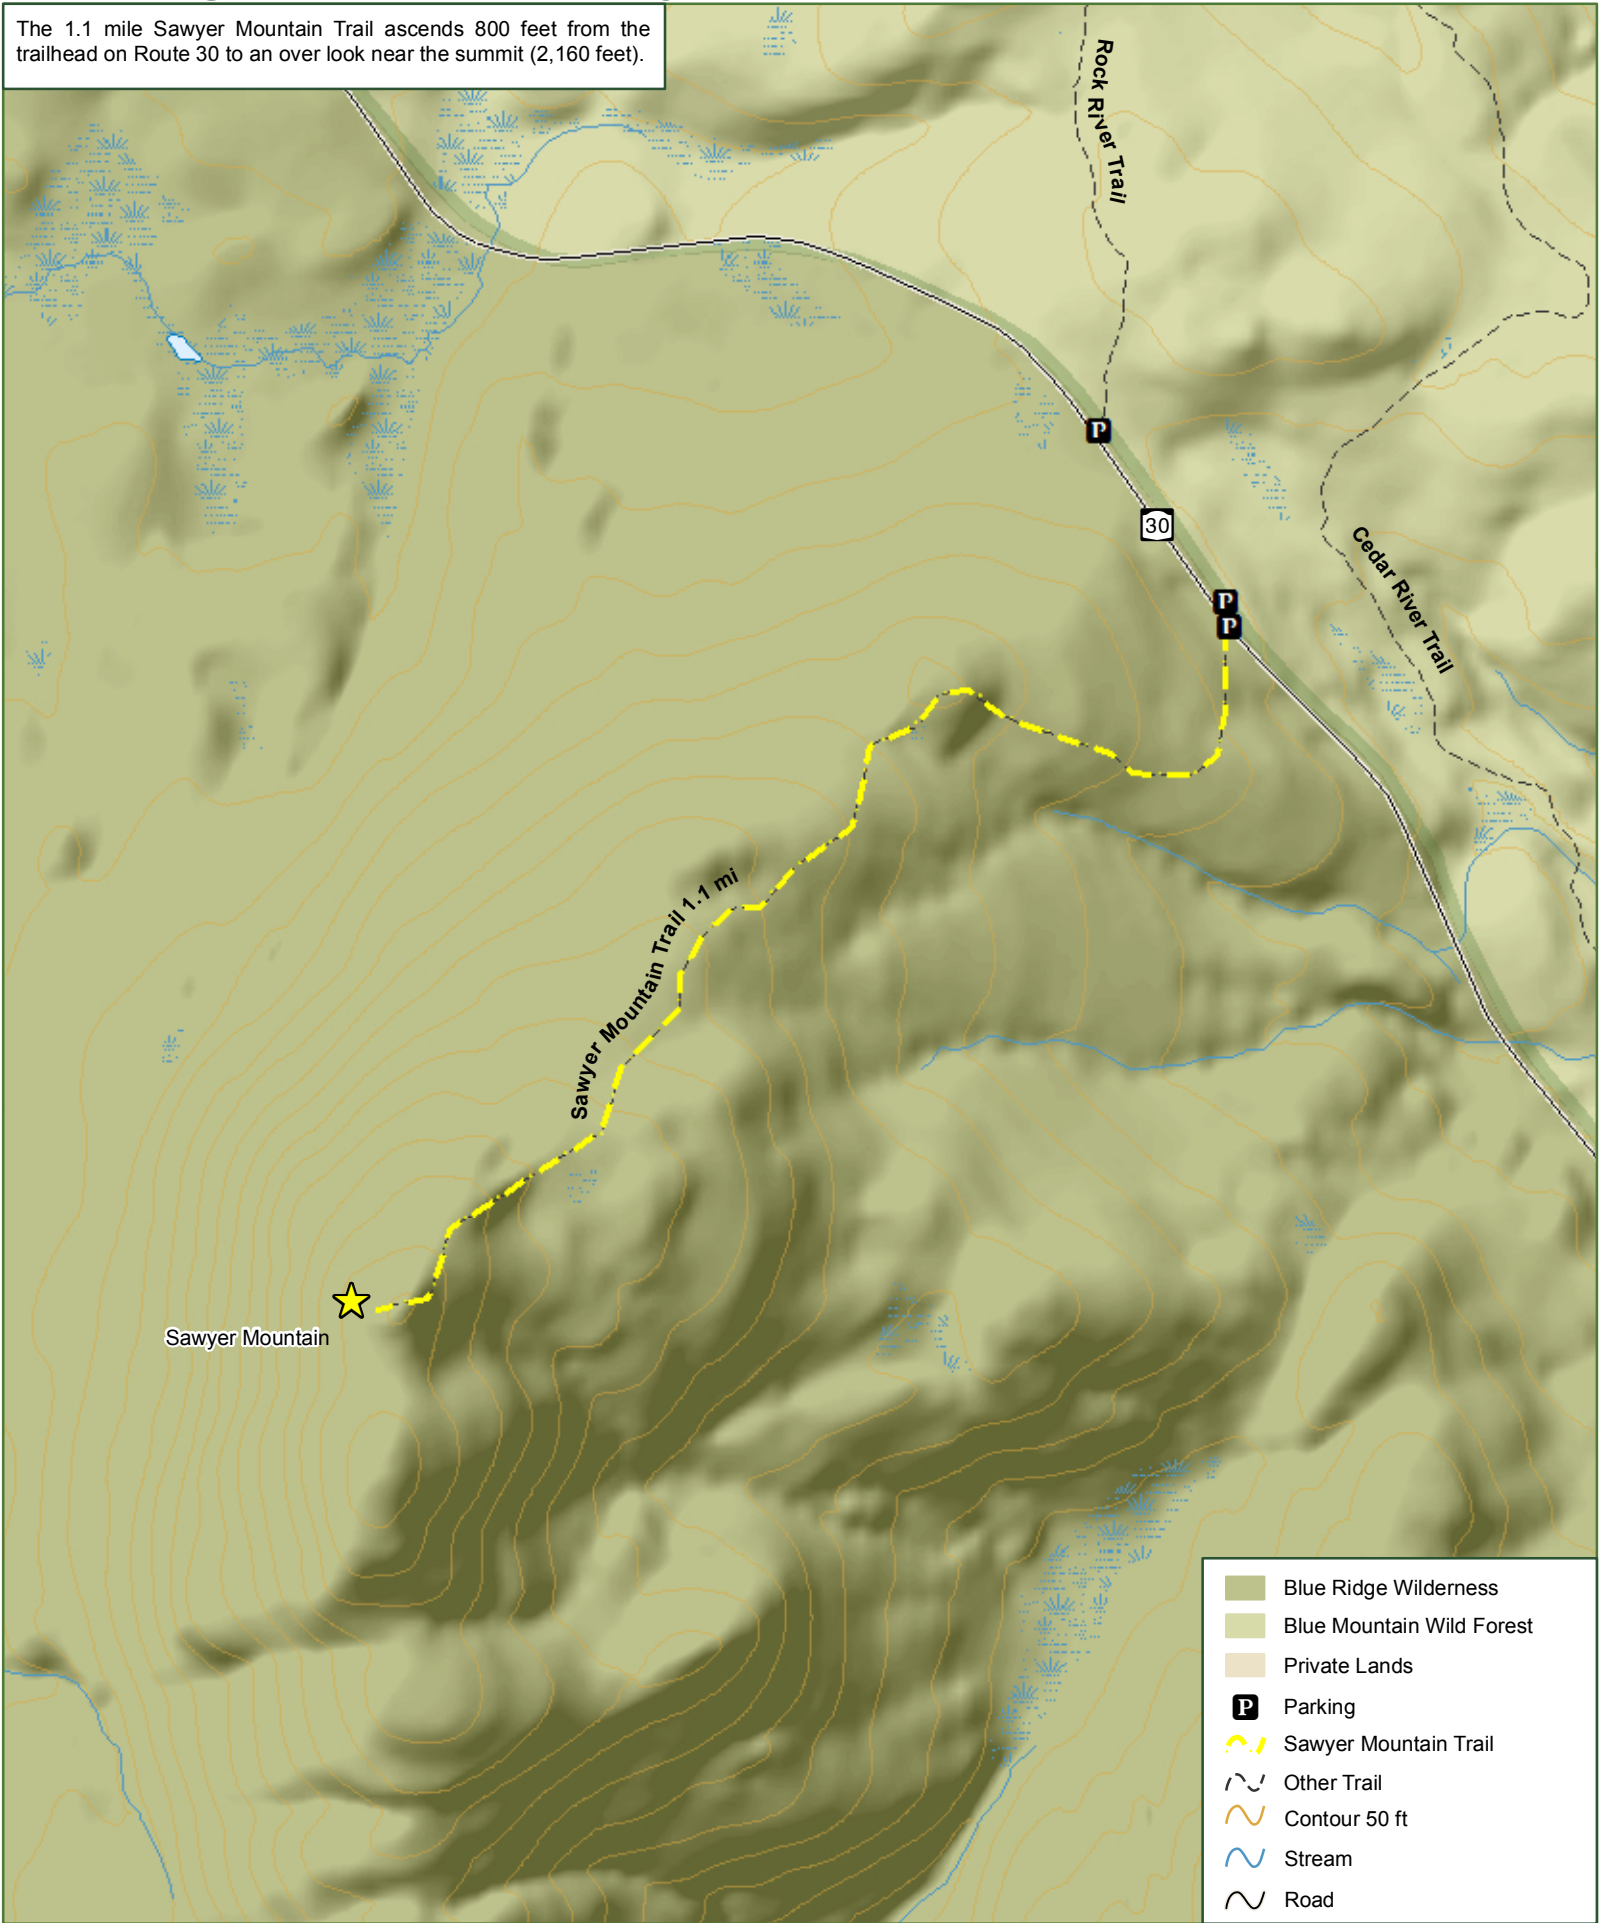 The 1.1 mile Sawyer Mountain Trail ascends 800 feet from the
trailhead on Route 30 to an over look near the summit (2,160 feet).
Rock River Trail
30
P
P
P
Cedar River Trail
Sawyer Mountain Trail 1.1 mi
Sawyer Mountain
Blue Ridge Wilderness
Blue Mountain Wild Forest
Private Lands
P Parking
Sawyer Mountain Trail
Other Trail
Contour 50 ft
Stream
Road